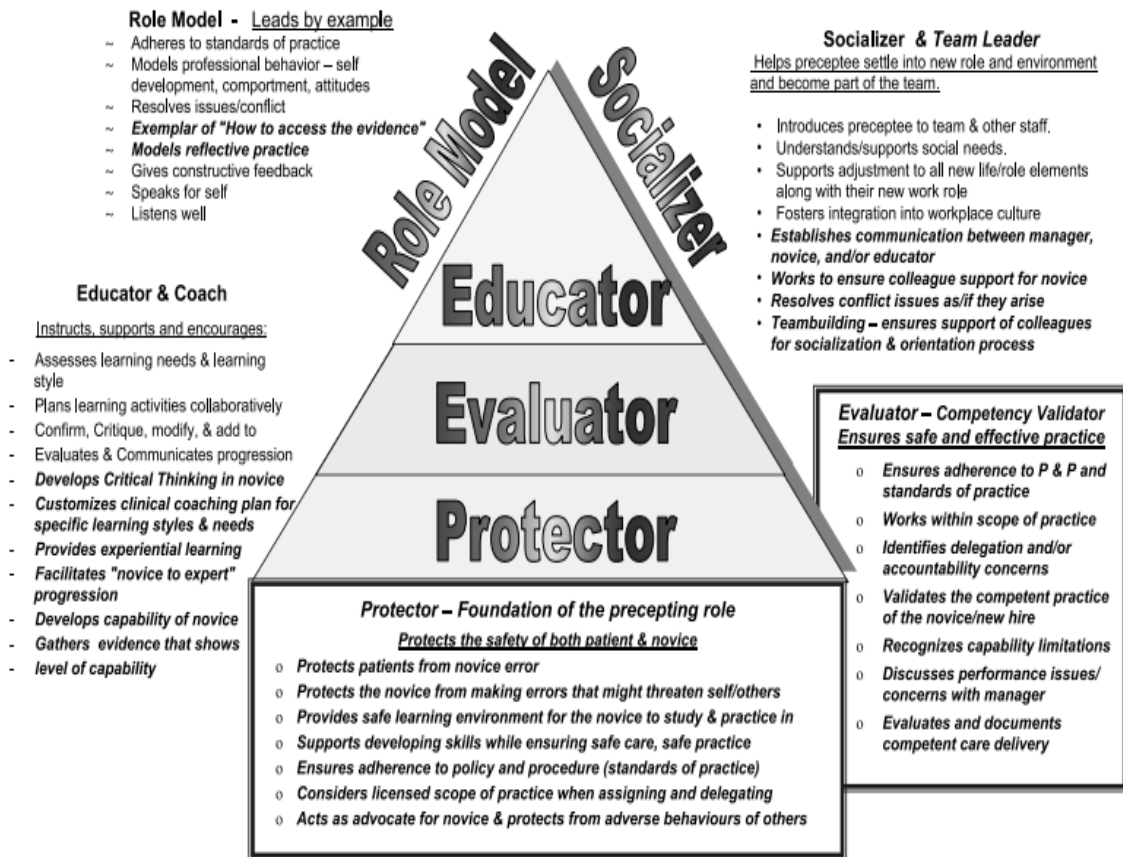 Role Model - Leads by example
~ Adheres to standards of practice
~ Models professional behavior – self
development, comportment, attitudes
~ Resolves issues/conflict
~ Exemplar of "How to access the evidence"
~ Models reflective practice
~ Gives constructive feedback
~ Speaks for self
~ Listens well
Socializer & Team Leader
Helps preceptee settle into new role and environment
and become part of the team.
• Introduces preceptee to team & other staff.
• Understands/supports social needs.
• Supports adjustment to all new life/role elements
along with their new work role
• Fosters integration into workplace culture
• Establishes communication between manager,
novice, and/or educator
• Works to ensure colleague support for novice
• Resolves conflict issues as/if they arise
• Teambuilding – ensures support of colleagues
for socialization & orientation process
Role Model
Socializer
Educator
Evaluator
Protector
Educator & Coach
Instructs, supports and encourages:
- Assesses learning needs & learning
style
- Plans learning activities collaboratively
- Confirm, Critique, modify, & add to
- Evaluates & Communicates progression
- Develops Critical Thinking in novice
- Customizes clinical coaching plan for
specific learning styles & needs
- Provides experiential learning
- Facilitates "novice to expert"
progression
- Develops capability of novice
- Gathers evidence that shows
- level of capability
Evaluator – Competency Validator
Ensures safe and effective practice
o Ensures adherence to P & P and
standards of practice
o Works within scope of practice
o Identifies delegation and/or
accountability concerns
o Validates the competent practice
of the novice/new hire
o Recognizes capability limitations
o Discusses performance issues/
concerns with manager
o Evaluates and documents
competent care delivery
Protector – Foundation of the precepting role
Protects the safety of both patient & novice
o Protects patients from novice error
o Protects the novice from making errors that might threaten self/others
o Provides safe learning environment for the novice to study & practice in
o Supports developing skills while ensuring safe care, safe practice
o Ensures adherence to policy and procedure (standards of practice)
o Considers licensed scope of practice when assigning and delegating
o Acts as advocate for novice & protects from adverse behaviours of others